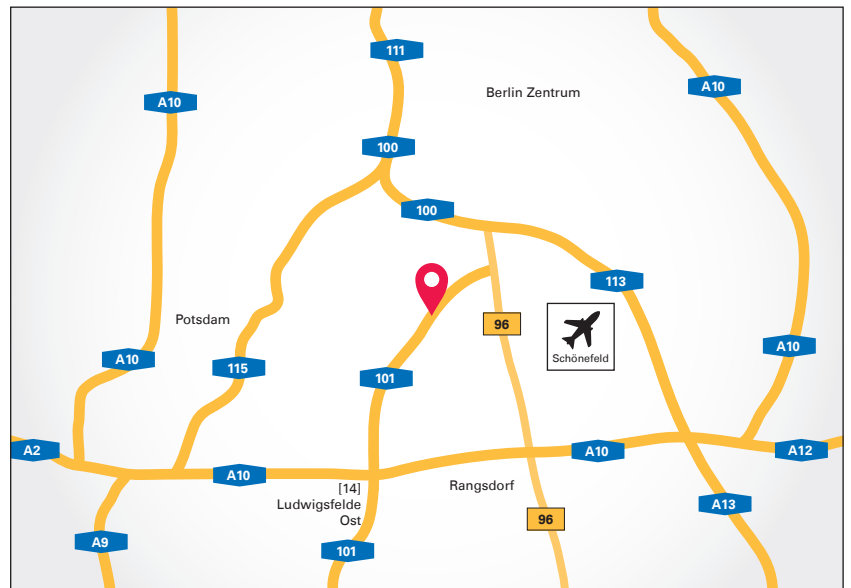 111
A10
Berlin Zentrum
A10
100
100
113
Potsdam
96
Schönefeld
A10
A10
115
101
A2
A10
A10
A12
[14]
Ludwigsfelde
Ost
Rangsdorf
A13
96
A9
101